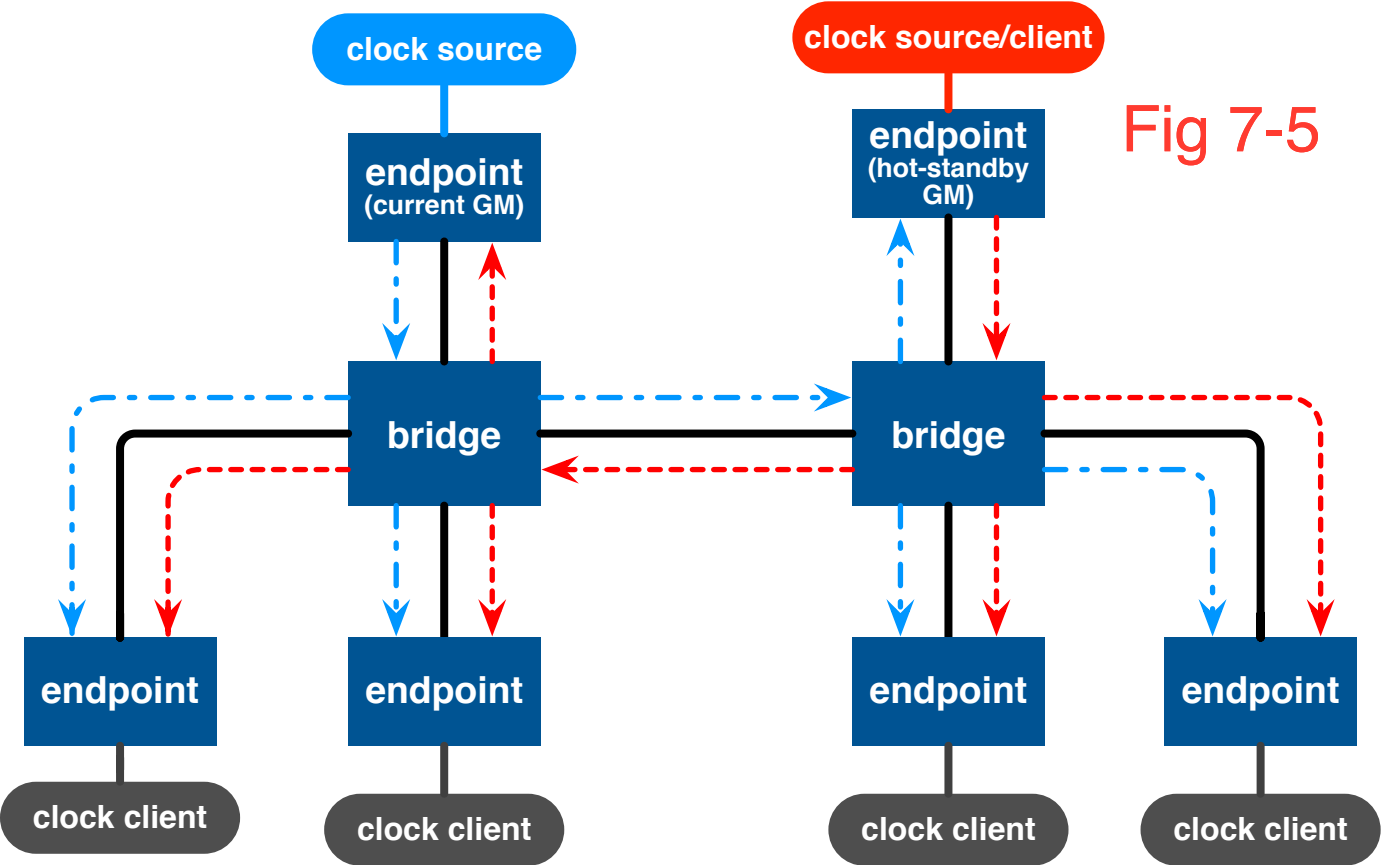 clock source
clock source/client
Fig 7-5
endpoint
(current GM)
endpoint
(hot-standby
GM)
bridge
bridge
endpoint
endpoint
endpoint
endpoint
clock client
clock client
clock client
clock client